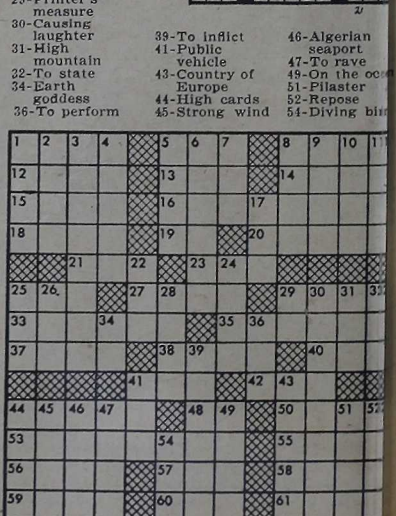 measure
30-Causing
laughter
31-High
mountain
32-To state
34-Earth
goddess
36-To perform
39-To inflict
41-Public
vehicle
43-Country of
Europe
44-High cards
45-Strong wind
46-Algerian
seaport
47-To rave
49-On the
51-Pilaster
52-Repose
54-Diving
1 2 3 4 5 6 7 8 9 10
12 13 14
15 16 17
18 19 20
21 22 23 24
25 26 27 28 29 30 31
33 34 35 36
37 38 39 40
41 42 43
44 45 46 47 48 49 50 51 52
53 54 55
56 57 58
59 60 61